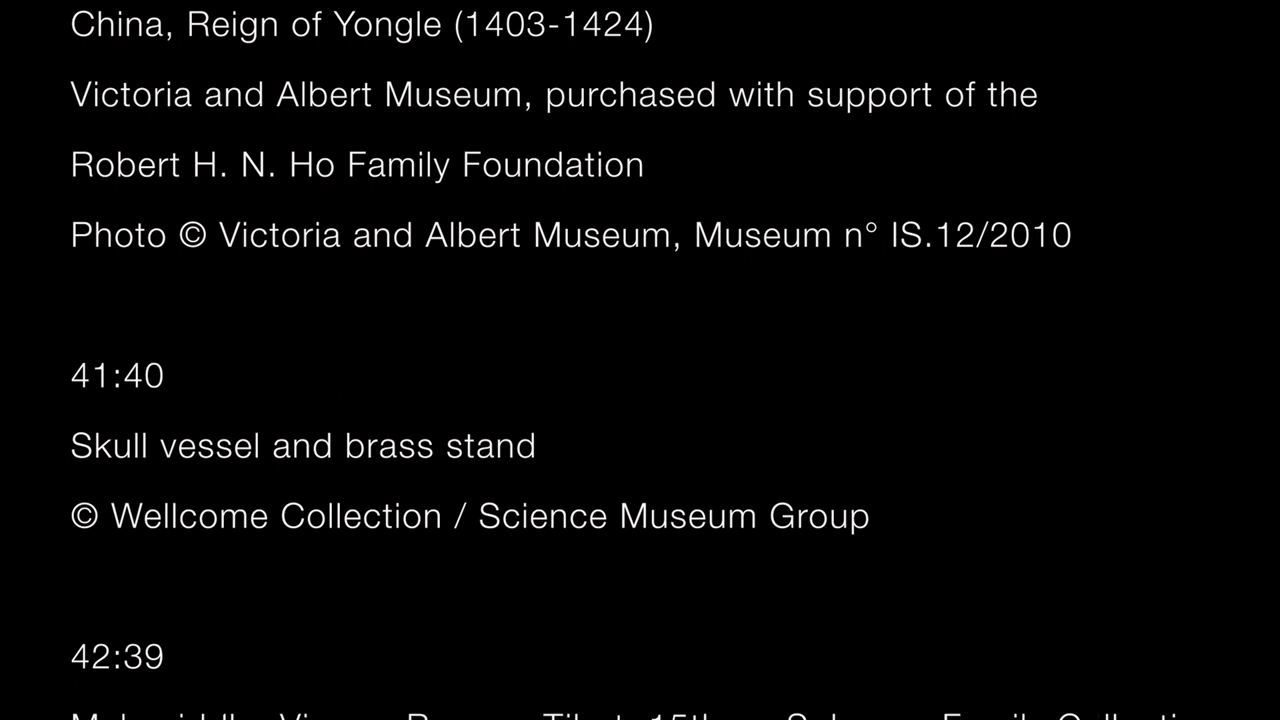 China, Reign of Yongle (1403-1424)
Victoria and Albert Museum, purchased with support of the
Robert H. N. Ho Family Foundation
Photo © Victoria and Albert Museum, Museum n° IS.12/2010
41:40
Skull vessel and brass stand
© Wellcome Collection / Science Museum Group
42:39